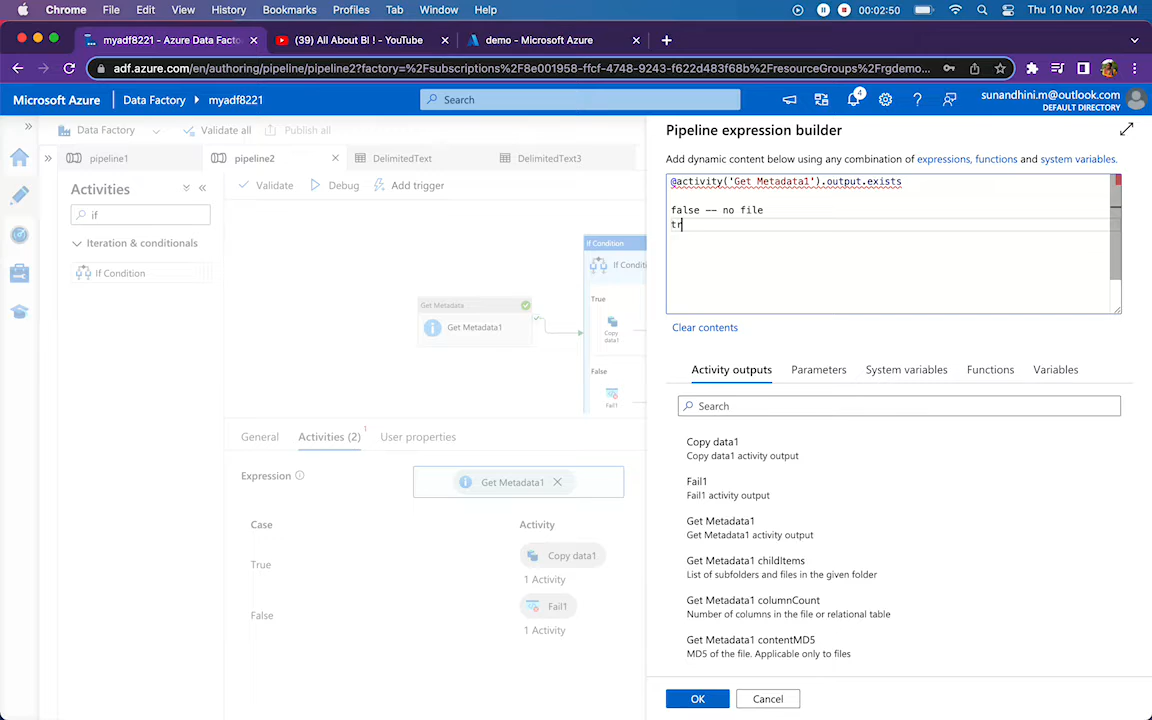 Chrome File Edit View History Bookmarks Profiles Tab Window Help 00:02:50 Thu 10 Nov 10:28 AM
myadf8221 - Azure Data Facto
(39) All About BI ! - YouTube
demo - Microsoft Azure
adf.azure.com/en/authoring/pipeline/pipeline2?factory=%2Fsubscriptions%2F8e001958-ffcf-4748-9243-f622d483f68b%2FresourceGroups%2Frgdemo...
Microsoft Azure Data Factory myadf8221
Search
4
sunandhini.m@outlook.com
DEFAULT DIRECTORY
Data Factory Validate all Publish all
pipeline1 pipeline2 DelimitedText DelimitedText3
Activities
if
Iteration & conditionals
If Condition
Validate Debug Add trigger
Get Metadata
Get Metadata1
If Condition
If Conditi
True
Copy
data1
False
Fail1
General Activities (2) 1 User properties
Expression
Get Metadata1
Case Activity
True
Copy data1
1 Activity
False
Fail1
1 Activity
Pipeline expression builder
Add dynamic content below using any combination of expressions, functions and system variables.
@activity('Get Metadata1').output.exists
false -- no file
tr
Clear contents
Activity outputs Parameters System variables Functions Variables
Search
Copy data1
Copy data1 activity output
Fail1
Fail1 activity output
Get Metadata1
Get Metadata1 activity output
Get Metadata1 childItems
List of subfolders and files in the given folder
Get Metadata1 columnCount
Number of columns in the file or relational table
Get Metadata1 contentMD5
MD5 of the file. Applicable only to files
OK Cancel